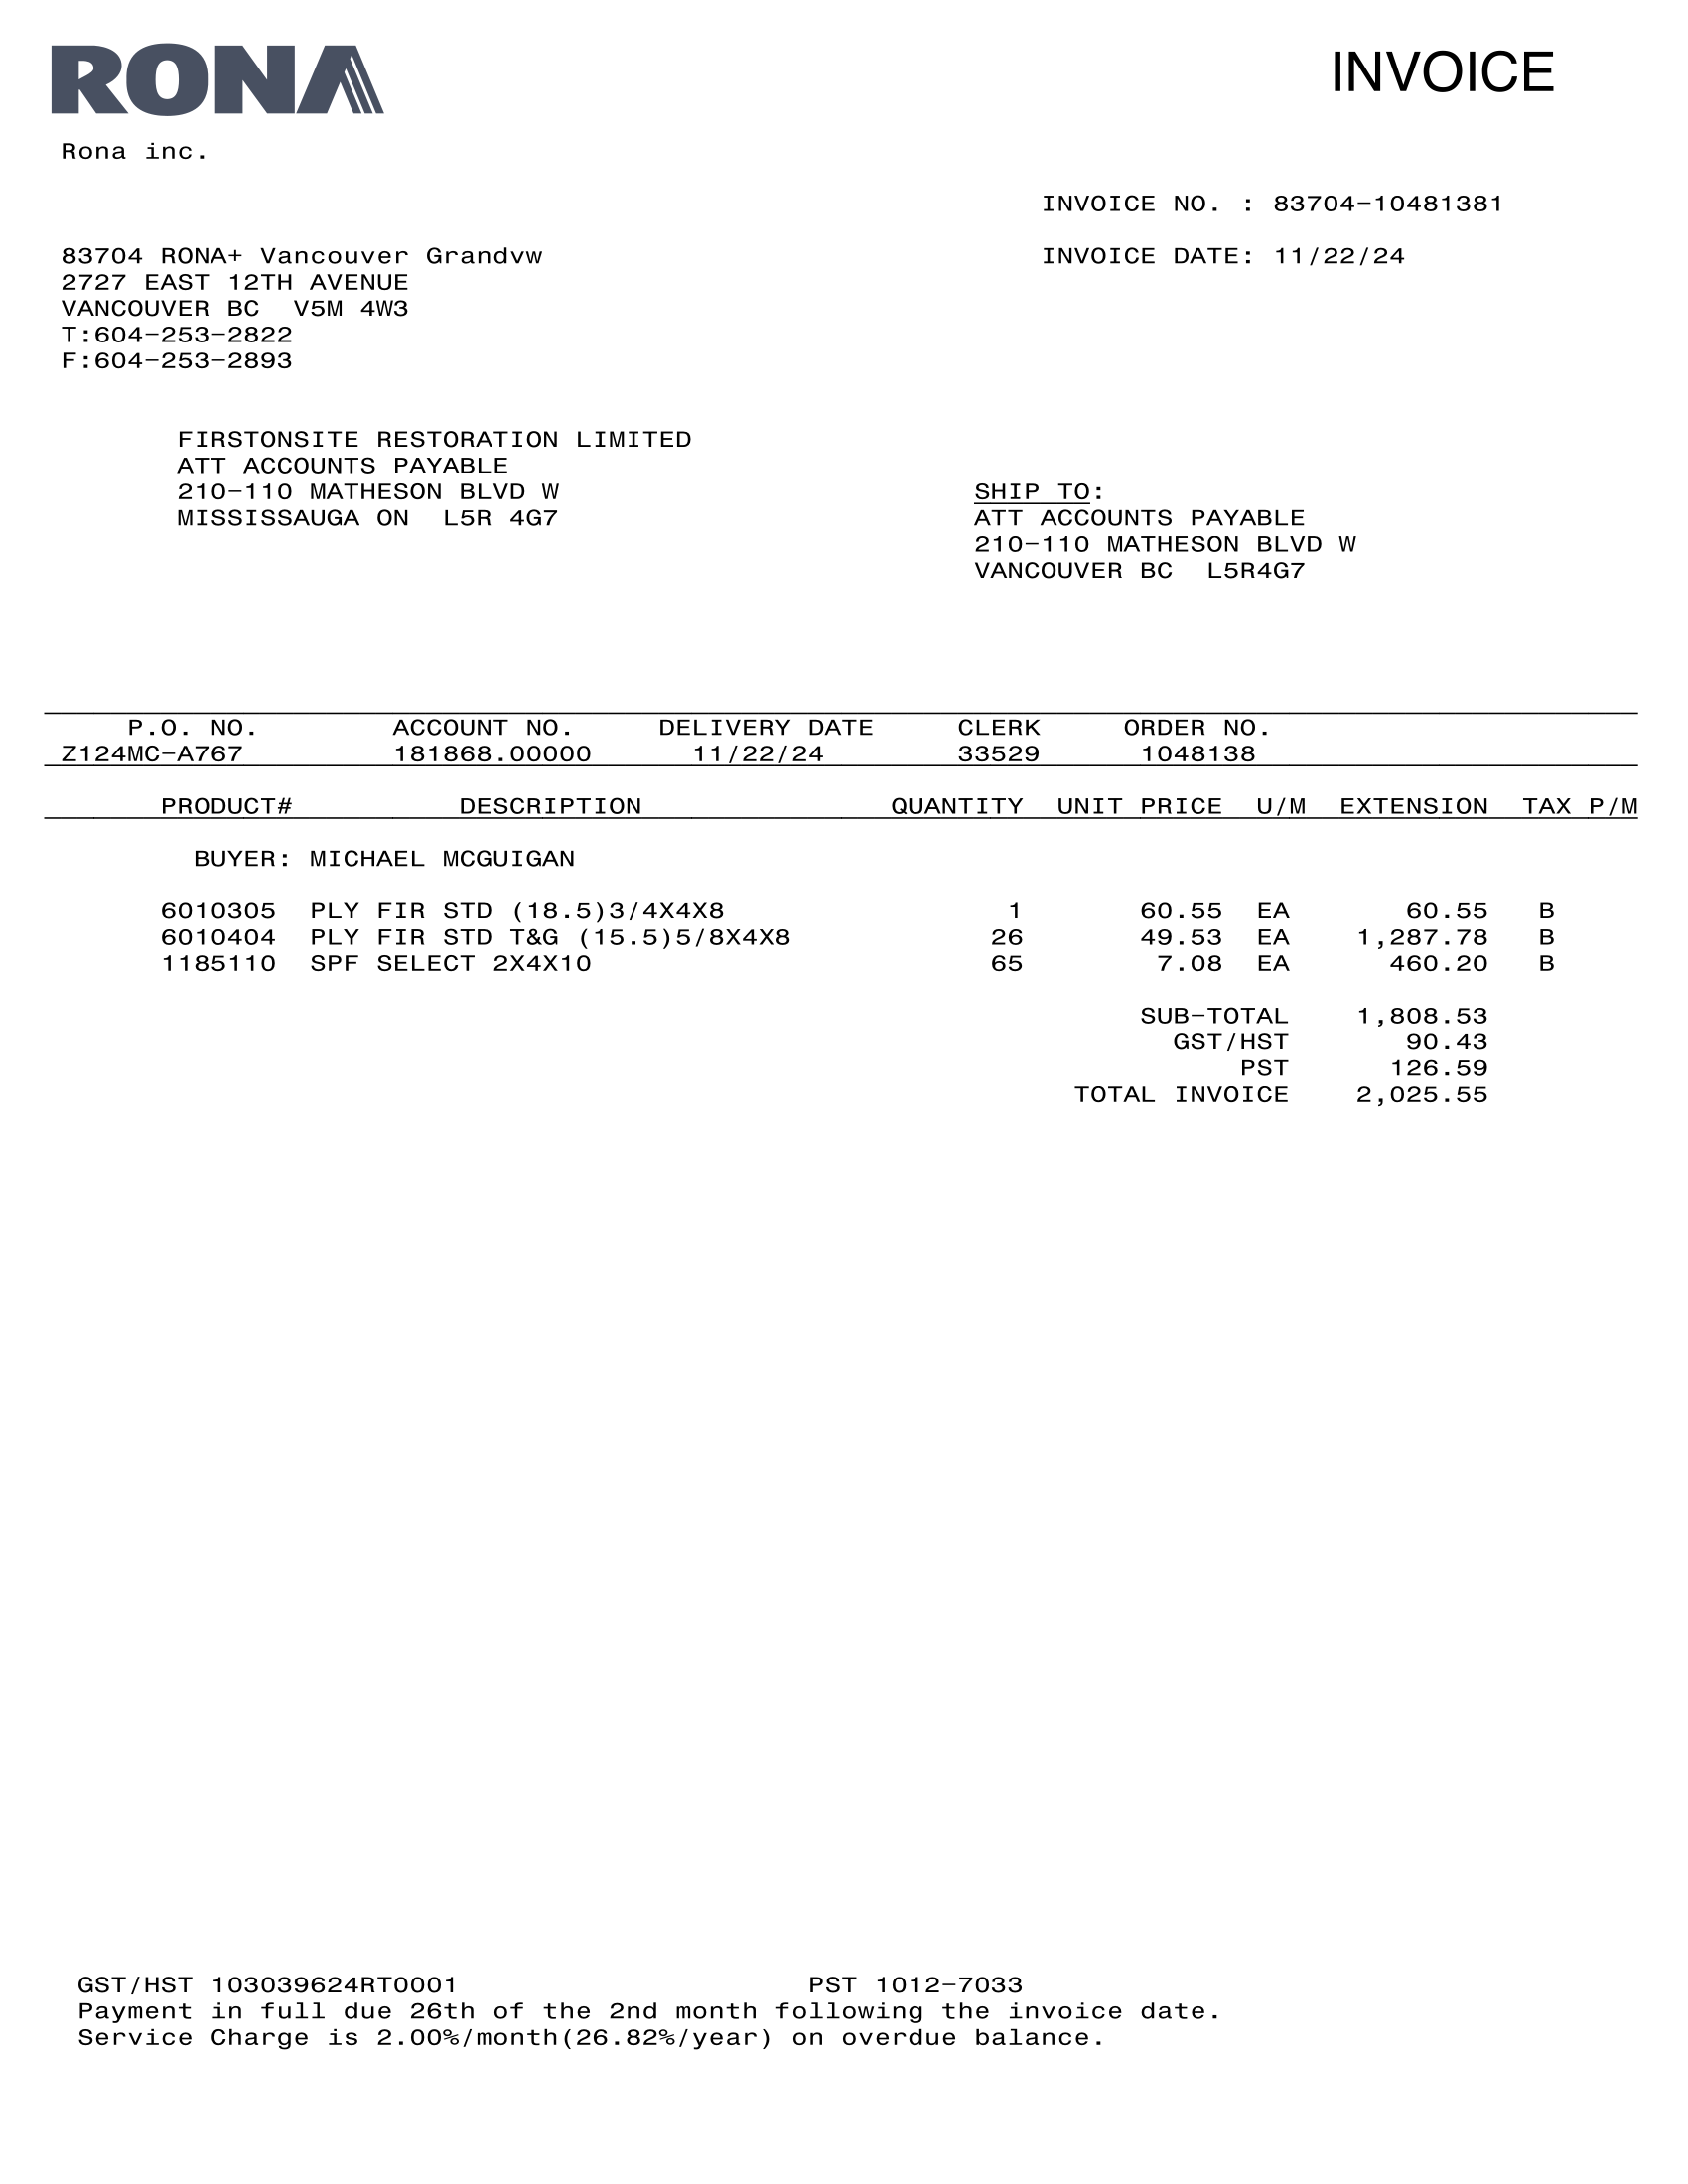 RONA
INVOICE
Rona inc.
INVOICE NO. : 83704-10481381
83704 RONA+ Vancouver Grandvw
INVOICE DATE: 11/22/24
2727 EAST 12TH AVENUE
VANCOUVER BC  V5M 4W3
T:604-253-2822
F:604-253-2893
FIRSTONSITE RESTORATION LIMITED
ATT ACCOUNTS PAYABLE
210-110 MATHESON BLVD W
MISSISSAUGA ON  L5R 4G7
SHIP TO:
ATT ACCOUNTS PAYABLE
210-110 MATHESON BLVD W
VANCOUVER BC  L5R4G7
P.O. NO. ACCOUNT NO. DELIVERY DATE CLERK ORDER NO.
Z124MC-A767 181868.00000 11/22/24 33529 1048138
PRODUCT# DESCRIPTION QUANTITY UNIT PRICE U/M EXTENSION TAX P/M
BUYER: MICHAEL MCGUIGAN
6010305 PLY FIR STD (18.5)3/4X4X8 1 60.55 EA 60.55 B
6010404 PLY FIR STD T&G (15.5)5/8X4X8 26 49.53 EA 1,287.78 B
1185110 SPF SELECT 2X4X10 65 7.08 EA 460.20 B
SUB-TOTAL 1,808.53
GST/HST 90.43
PST 126.59
TOTAL INVOICE 2,025.55
GST/HST 103039624RT0001 PST 1012-7033
Payment in full due 26th of the 2nd month following the invoice date.
Service Charge is 2.00%/month(26.82%/year) on overdue balance.